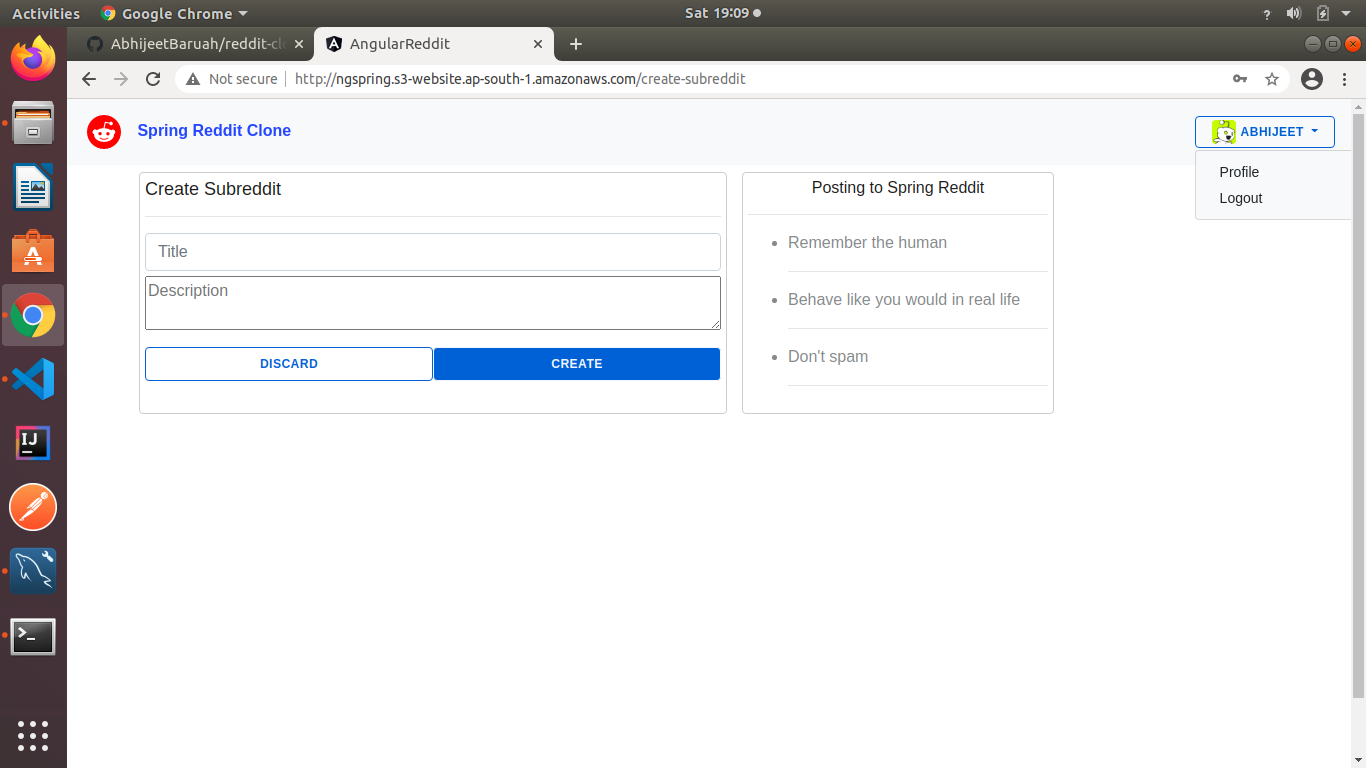 Activities
Google Chrome
Sat 19:09
AbhijeetBaruah/reddit-cl
AngularReddit
Not secure
http://ngspring.s3-website.ap-south-1.amazonaws.com/create-subreddit
Spring Reddit Clone
ABHIJEET
Profile
Logout
Create Subreddit
Title
Description
DISCARD
CREATE
Posting to Spring Reddit
Remember the human
Behave like you would in real life
Don't spam